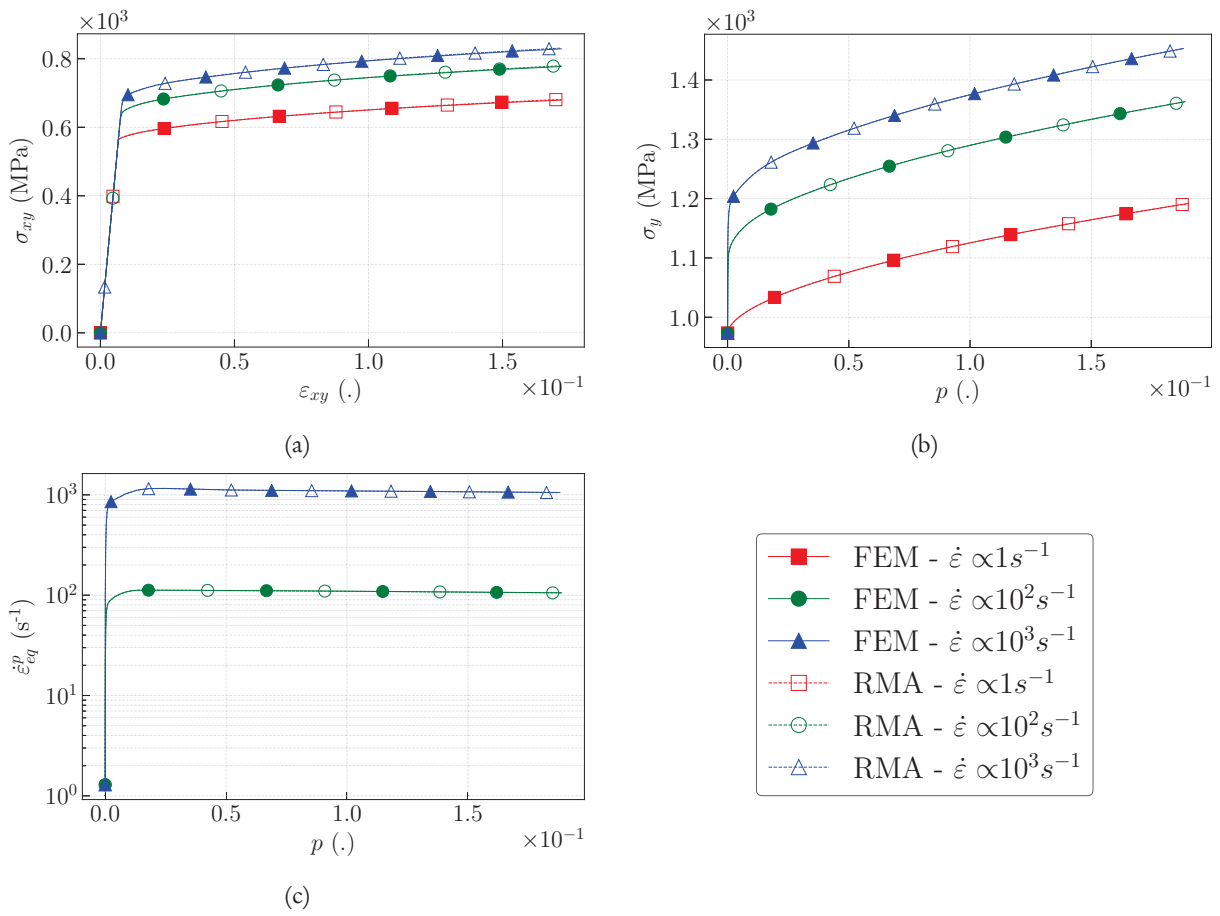 ×10³
0.8
0.6
0.4
0.2
0.0
σxy (MPa)
0.0 0.5 1.0 1.5
εxy (.)
×10⁻¹
(a)
×10³
1.4
1.3
1.2
1.1
1.0
σy (MPa)
0.0 0.5 1.0 1.5
p (.)
×10⁻¹
(b)
10³
10²
10¹
10⁰
ε̇ᵖeq (s⁻¹)
0.0 0.5 1.0 1.5
p (.)
×10⁻¹
(c)
FEM - ε̇ ∝1s⁻¹
FEM - ε̇ ∝10²s⁻¹
FEM - ε̇ ∝10³s⁻¹
RMA - ε̇ ∝1s⁻¹
RMA - ε̇ ∝10²s⁻¹
RMA - ε̇ ∝10³s⁻¹